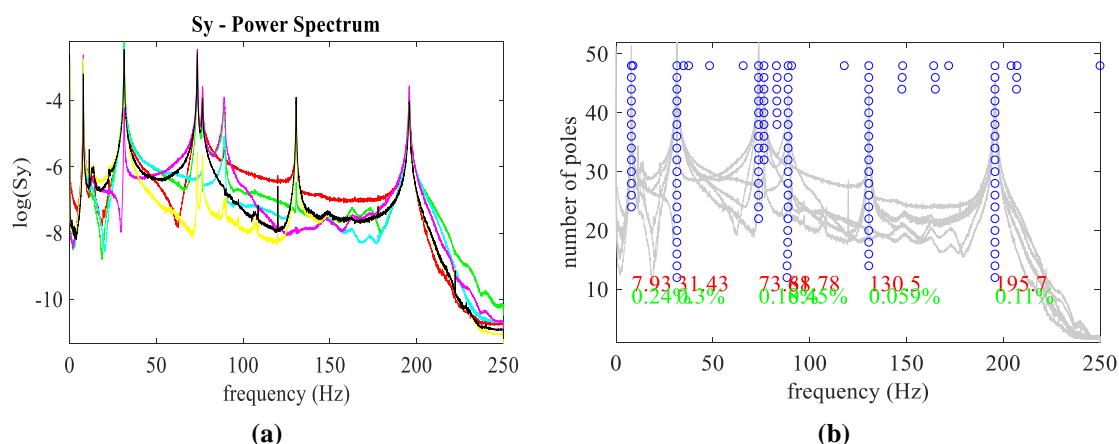 Sy - Power Spectrum
-4
-6
-8
-10
log(Sy)
0 50 100 150 200 250
frequency (Hz)
(a)
50
40
30
20
10
number of poles
7.93 31.43 130.5 195.7
0.24% 0.3% 0.059% 0.11%
0 50 100 150 200 250
frequency (Hz)
(b)